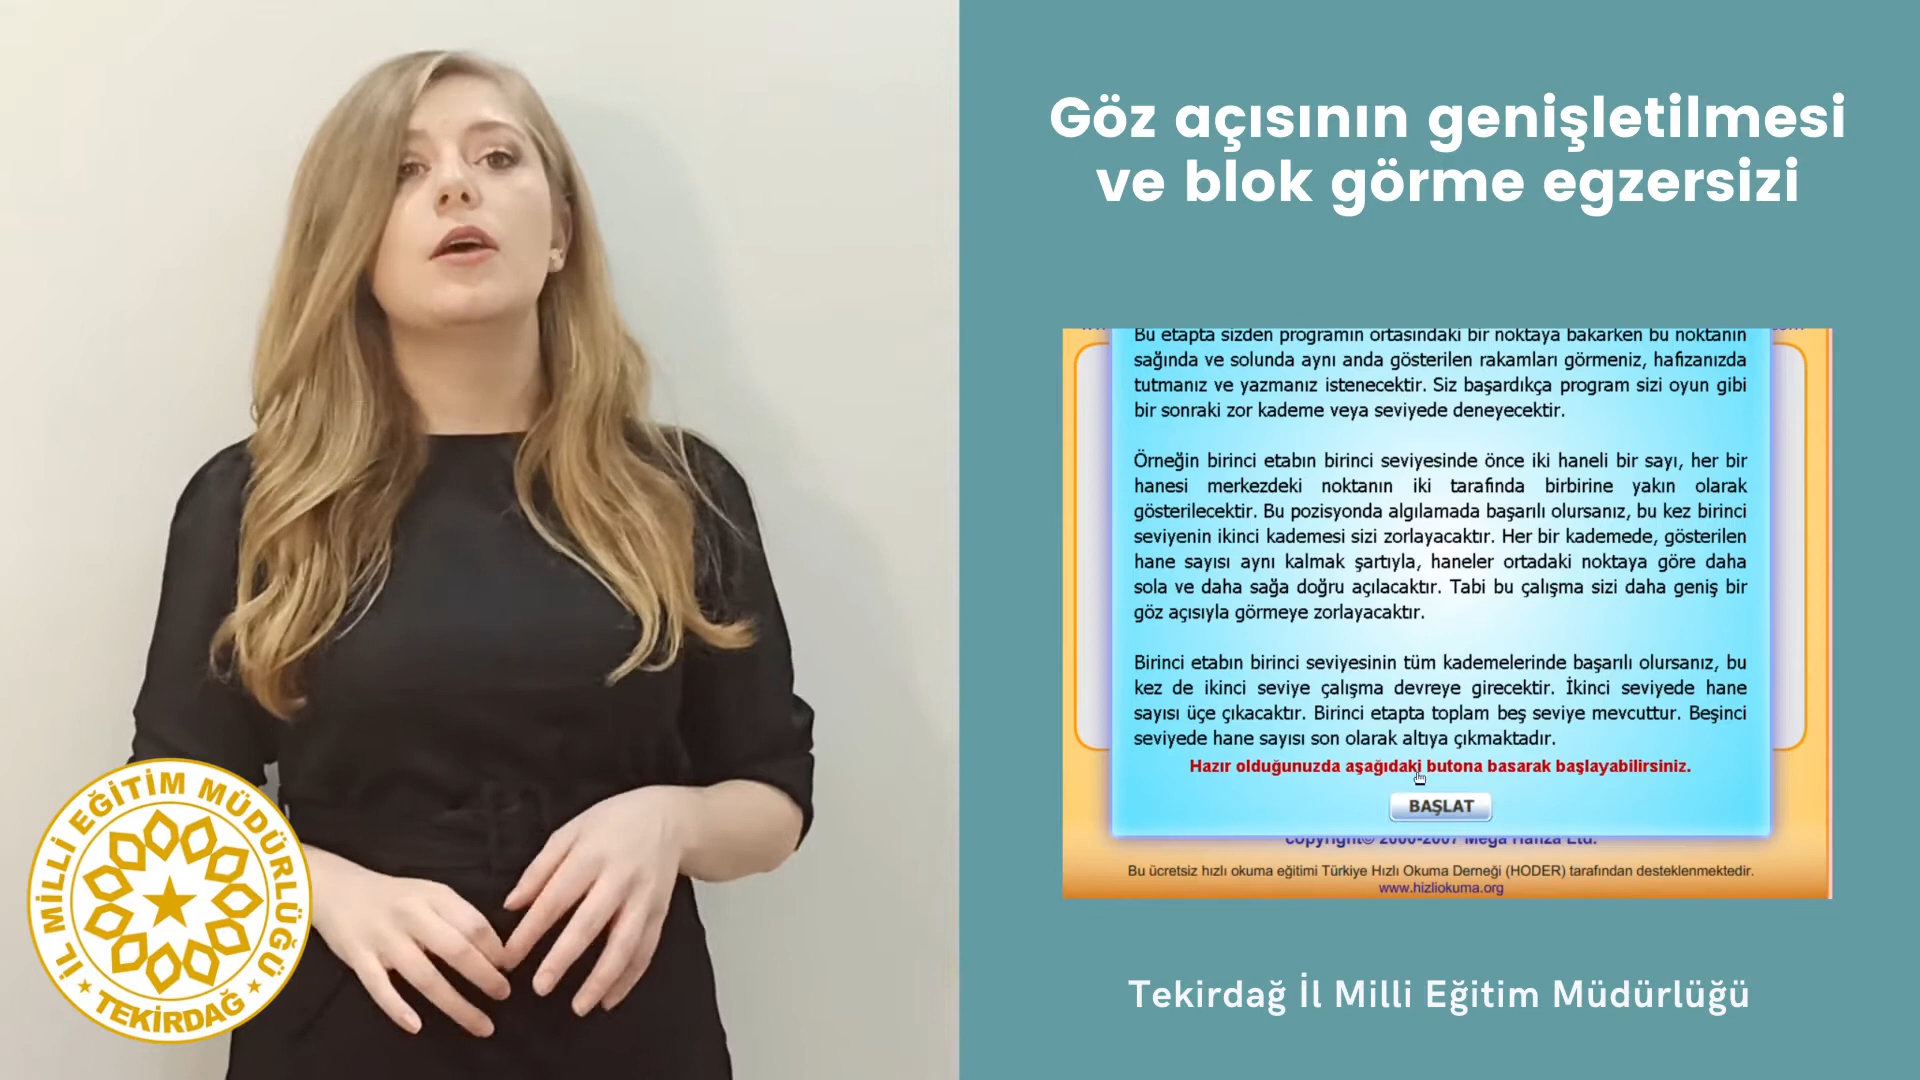 Göz açısının genişletilmesi
ve blok görme egzersizi
Bu etapta sizden programın ortasındaki bir noktaya bakarken bu noktanın
sağında ve solunda aynı anda gösterilen rakamları görmeniz, hafızanızda
tutmanız ve yazmanız istenecektir. Siz başardıkça program sizi oyun gibi
bir sonraki zor kademe veya seviyede deneyecektir.
Örneğin birinci etabın birinci seviyesinde önce iki haneli bir sayı, her bir
hanesi merkezdeki noktanın iki tarafında birbirine yakın olarak
gösterilecektir. Bu pozisyonda algılamada başarılı olursanız, bu kez birinci
seviyenin ikinci kademesi sizi zorlayacaktır. Her bir kademede, gösterilen
hane sayısı aynı kalmak şartıyla, haneler ortadaki noktaya göre daha
sola ve daha sağa doğru açılacaktır. Tabi bu çalışma sizi daha geniş bir
göz açısıyla görmeye zorlayacaktır.
Birinci etabın birinci seviyesinin tüm kademelerinde başarılı olursanız, bu
kez de ikinci seviye çalışma devreye girecektir. İkinci seviyede hane
sayısı üçe çıkacaktır. Birinci etapta toplam beş seviye mevcuttur. Beşinci
seviyede hane sayısı son olarak altıya çıkmaktadır.
Hazır olduğunuzda aşağıdaki butona basarak başlayabilirsiniz.
BAŞLAT
copyright© 2006-2007 Mega Hafıza Ltd.
Bu ücretsiz hızlı okuma eğitimi Türkiye Hızlı Okuma Derneği (HODER) tarafından desteklenmektedir.
www.hizliokuma.org
Tekirdağ İl Milli Eğitim Müdürlüğü
İL MİLLİ EĞİTİM MÜDÜRLÜĞÜ
TEKİRDAĞ